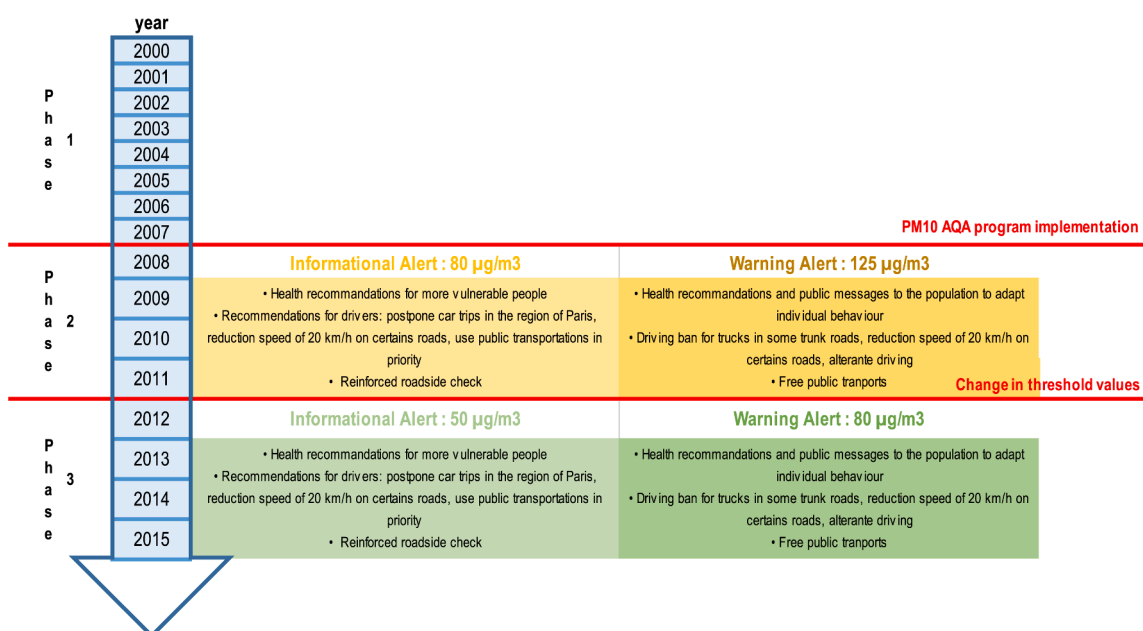 year
2000
2001
2002
2003
2004
2005
2006
2007
Phase 1
PM10 AQA program implementation
2008
2009
2010
2011
Phase 2
Informational Alert : 80 µg/m3
• Health recommandations for more vulnerable people
• Recommendations for drivers: postpone car trips in the region of Paris,
reduction speed of 20 km/h on certains roads, use public transportations in
priority
• Reinforced roadside check
Warning Alert : 125 µg/m3
• Health recommandations and public messages to the population to adapt
individual behaviour
• Driving ban for trucks in some trunk roads, reduction speed of 20 km/h on
certains roads, alterante driving
• Free public tranports
Change in threshold values
2012
2013
2014
2015
Phase 3
Informational Alert : 50 µg/m3
• Health recommandations for more vulnerable people
• Recommendations for drivers: postpone car trips in the region of Paris,
reduction speed of 20 km/h on certains roads, use public transportations in
priority
• Reinforced roadside check
Warning Alert : 80 µg/m3
• Health recommandations and public messages to the population to adapt
individual behaviour
• Driving ban for trucks in some trunk roads, reduction speed of 20 km/h on
certains roads, alterante driving
• Free public tranports